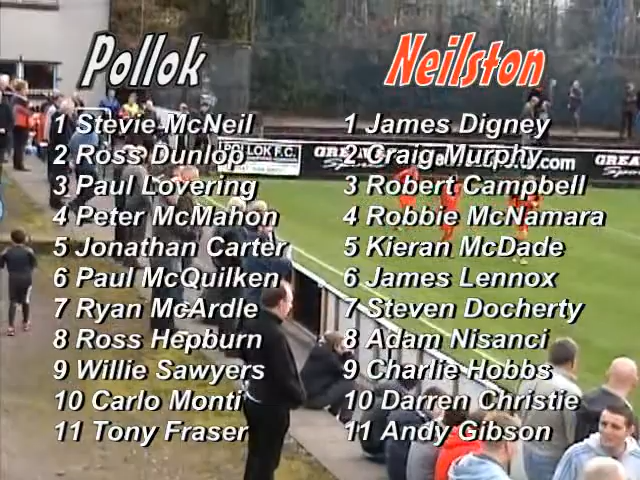 Pollok
1 Stevie McNeil
2 Ross Dunlop
3 Paul Lovering
4 Peter McMahon
5 Jonathan Carter
6 Paul McQuilken
7 Ryan McArdle
8 Ross Hepburn
9 Willie Sawyers
10 Carlo Monti
11 Tony Fraser
Neilston
1 James Digney
2 Craig Murphy
3 Robert Campbell
4 Robbie McNamara
5 Kieran McDade
6 James Lennox
7 Steven Docherty
8 Adam Nisanci
9 Charlie Hobbs
10 Darren Christie
11 Andy Gibson
POLLOK F.C.
.com